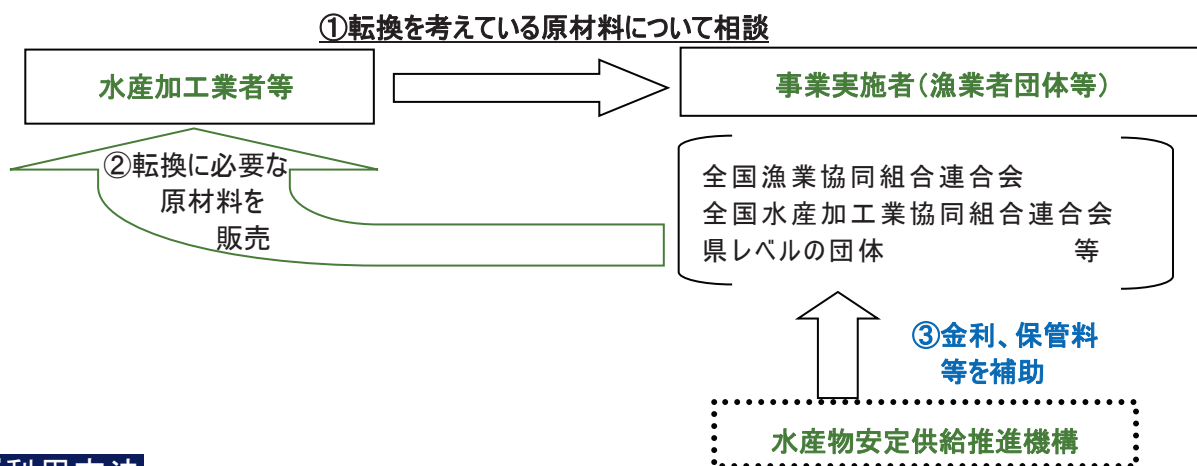 ①転換を考えている原材料について相談
水産加工業者等
事業実施者（漁業者団体等）
②転換に必要な
原材料を
販売
全国漁業協同組合連合会
全国水産加工業協同組合連合会
県レベルの団体 等
③金利、保管料
等を補助
水産物安定供給推進機構